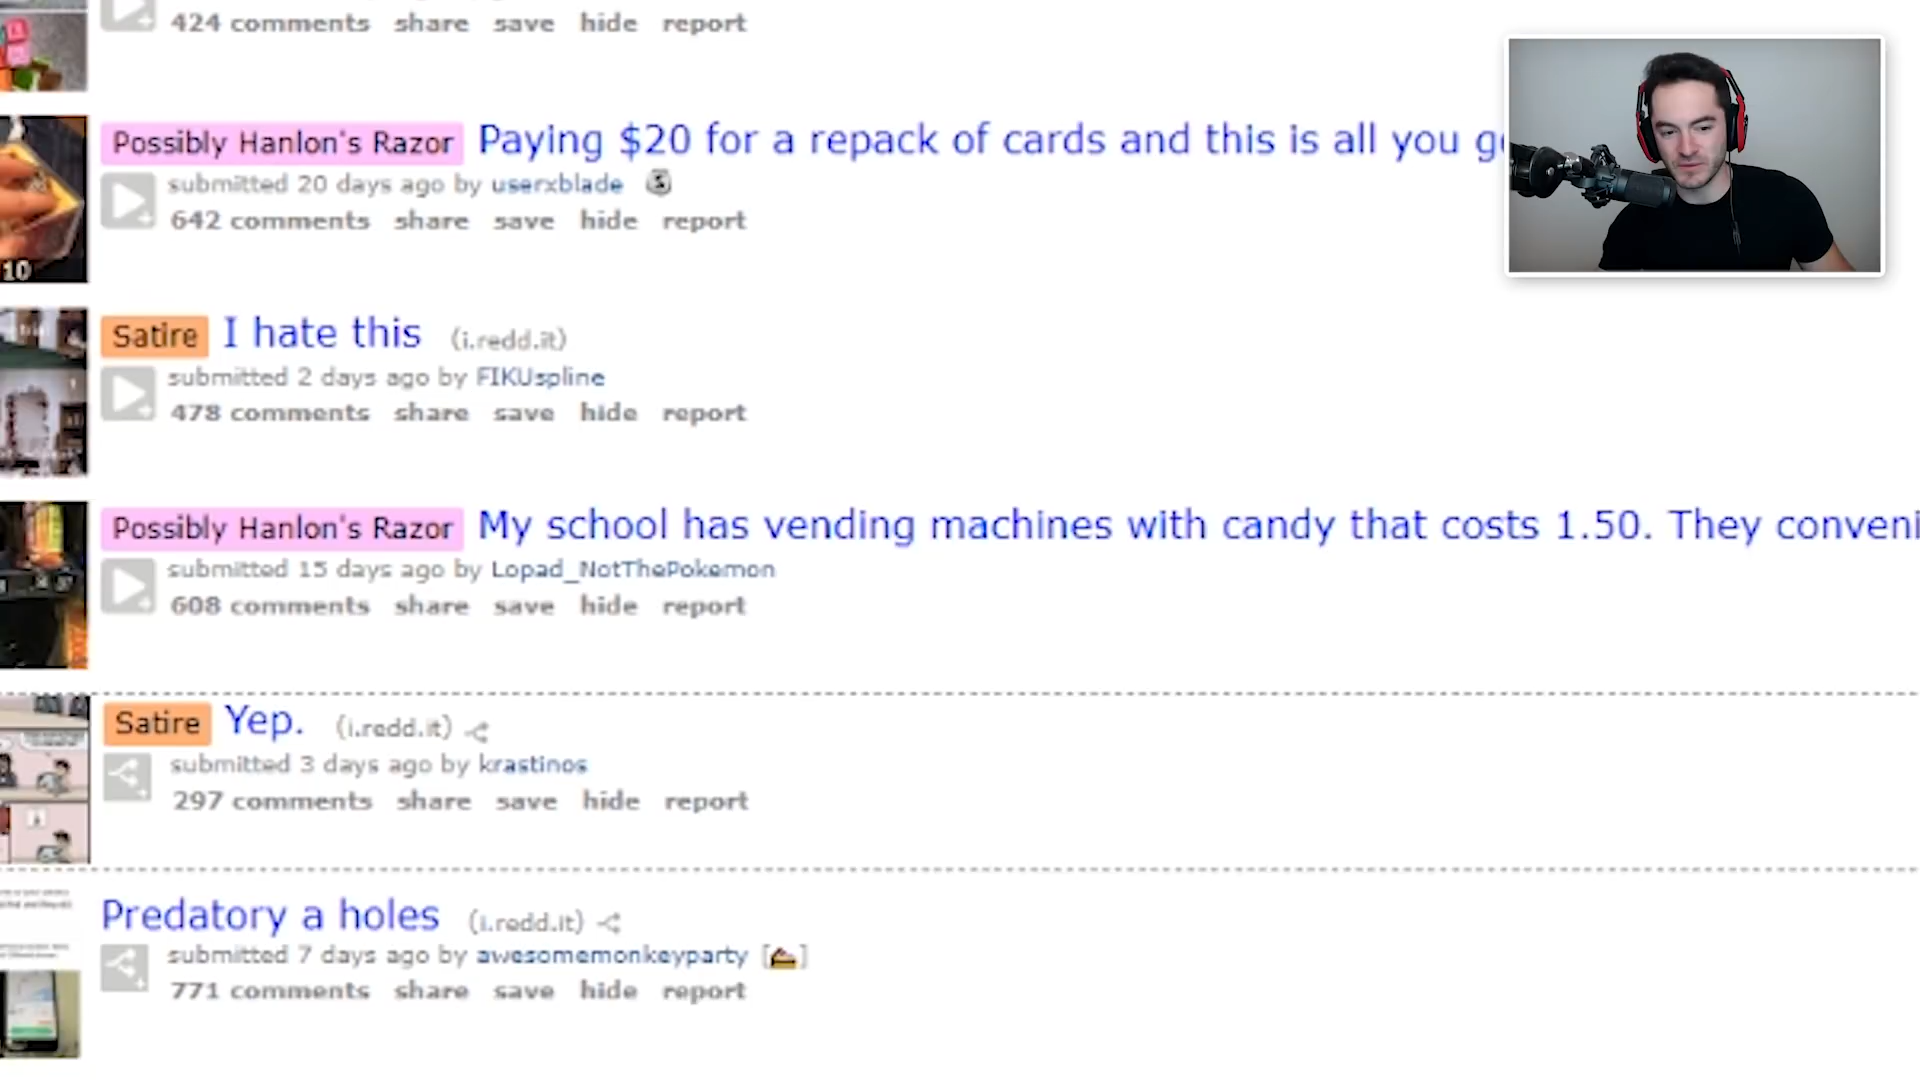 424 comments share save hide report
Possibly Hanlon's Razor Paying $20 for a repack of cards and this is all you
submitted 20 days ago by userxblade
642 comments share save hide report
10
Satire I hate this (i.redd.it)
submitted 2 days ago by FIKUspline
478 comments share save hide report
Possibly Hanlon's Razor My school has vending machines with candy that costs 1.50. They conveni
submitted 15 days ago by Lopad_NotThePokemon
608 comments share save hide report
Satire Yep. (i.redd.it)
submitted 3 days ago by krastinos
297 comments share save hide report
Predatory a holes (i.redd.it)
submitted 7 days ago by awesomemonkeyparty
771 comments share save hide report